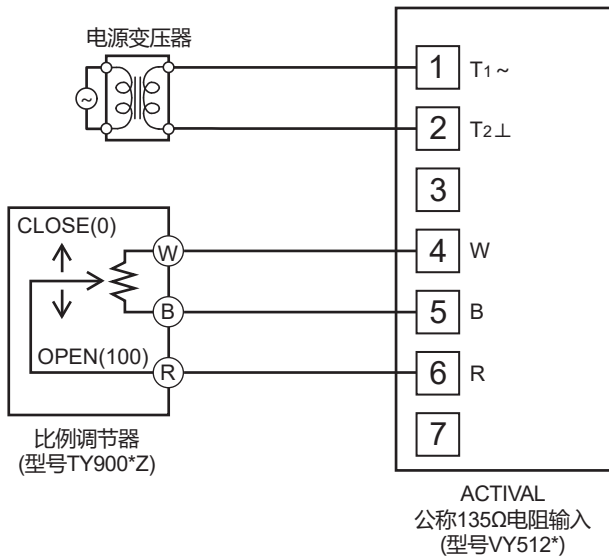 电源变压器
~
1 T1~
2 T2⊥
3
CLOSE(0)
W
4 W
B
5 B
OPEN(100)
R
6 R
7
比例调节器
(型号TY900*Z)
ACTIVAL
公称135Ω电阻输入
(型号VY512*)